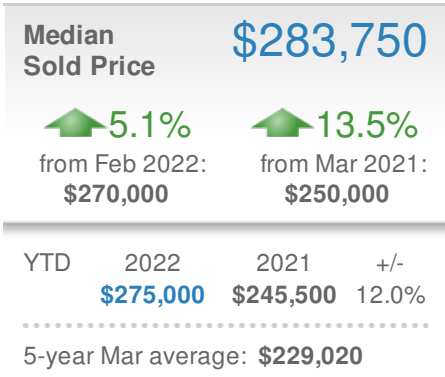 Median $283,750
Sold Price
5.1% 13.5%
from Feb 2022: from Mar 2021:
$270,000 $250,000
YTD 2022 2021 +/-
$275,000 $245,500 12.0%
5-year Mar average: $229,020